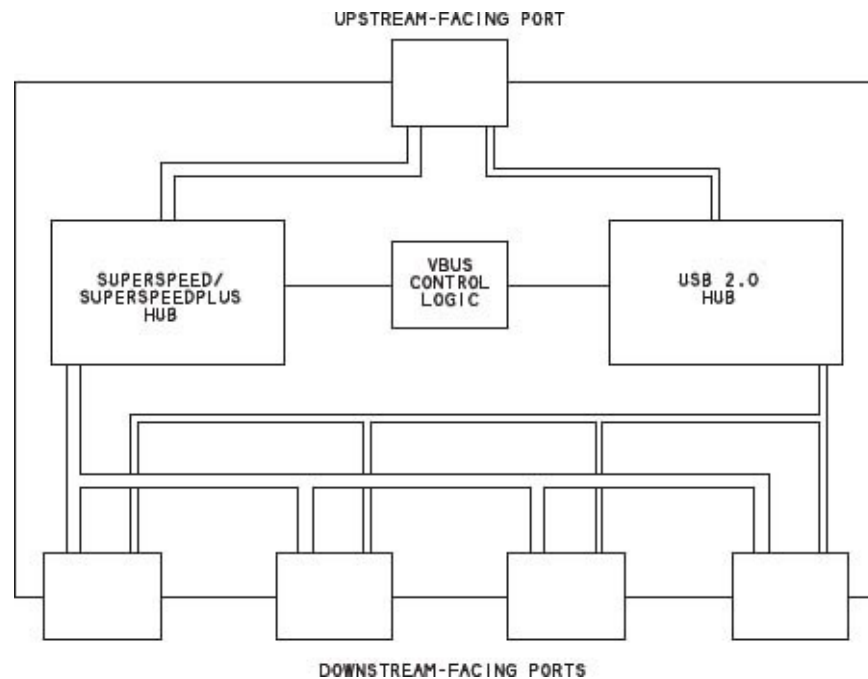 UPSTREAM-FACING PORT
SUPERSPEED/
SUPERSPEEDPLUS
HUB
VBUS
CONTROL
LOGIC
USB 2.0
HUB
DOWNSTREAM-FACING PORTS